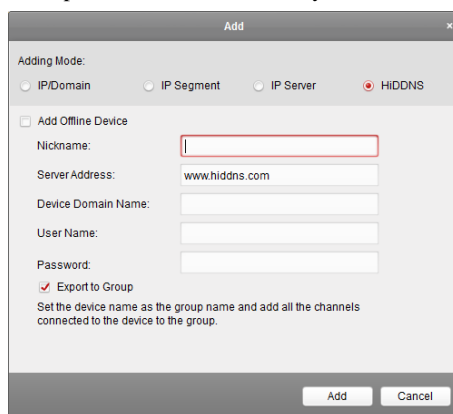 Add ×
Adding Mode:
IP/Domain IP Segment IP Server HiDDNS
Add Offline Device
Nickname:
Server Address: www.hiddns.com
Device Domain Name:
User Name:
Password:
Export to Group
Set the device name as the group name and add all the channels
connected to the device to the group.
Add Cancel